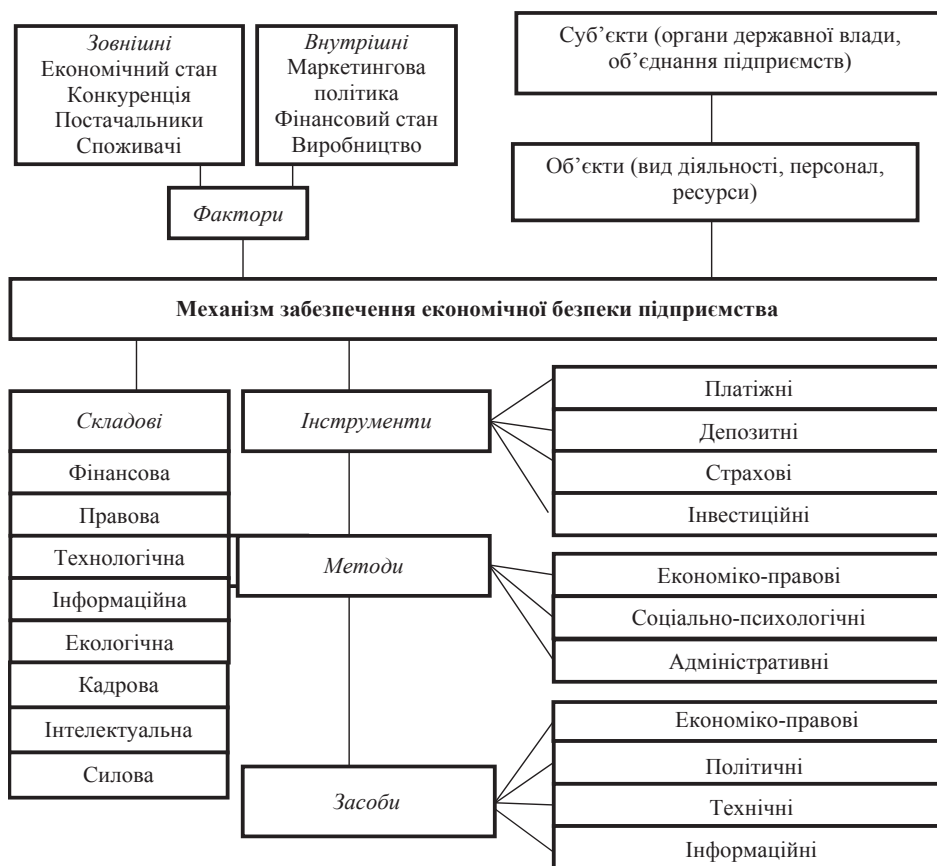 Зовнішні
Економічний стан
Конкуренція
Постачальники
Споживачі
Внутрішні
Маркетингова
політика
Фінансовий стан
Виробництво
Фактори
Суб’єкти (органи державної влади,
об’єднання підприємств)
Об’єкти (вид діяльності, персонал,
ресурси)
Механізм забезпечення економічної безпеки підприємства
Складові
Фінансова
Правова
Технологічна
Інформаційна
Екологічна
Кадрова
Інтелектуальна
Силова
Інструменти
Платіжні
Депозитні
Страхові
Інвестиційні
Методи
Економіко-правові
Соціально-психологічні
Адміністративні
Засоби
Економіко-правові
Політичні
Технічні
Інформаційні